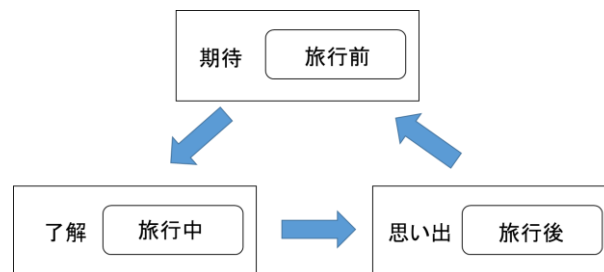 期待 旅行前
了解 旅行中
思い出 旅行後